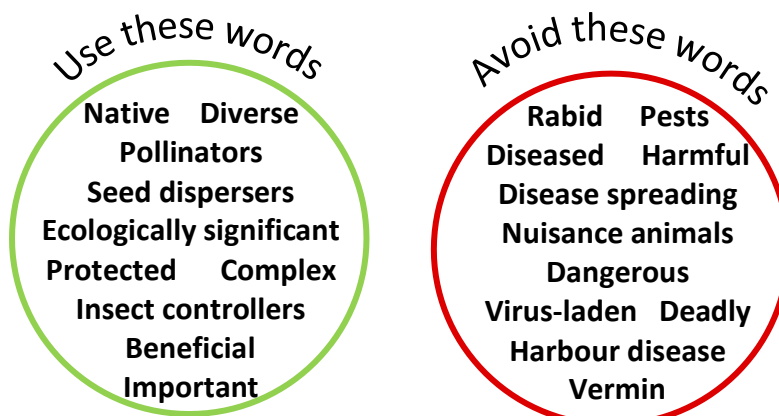 Use these words
Native Diverse
Pollinators
Seed dispersers
Ecologically significant
Protected Complex
Insect controllers
Beneficial
Important
Avoid these words
Rabid Pests
Diseased Harmful
Disease spreading
Nuisance animals
Dangerous
Virus-laden Deadly
Harbour disease
Vermin